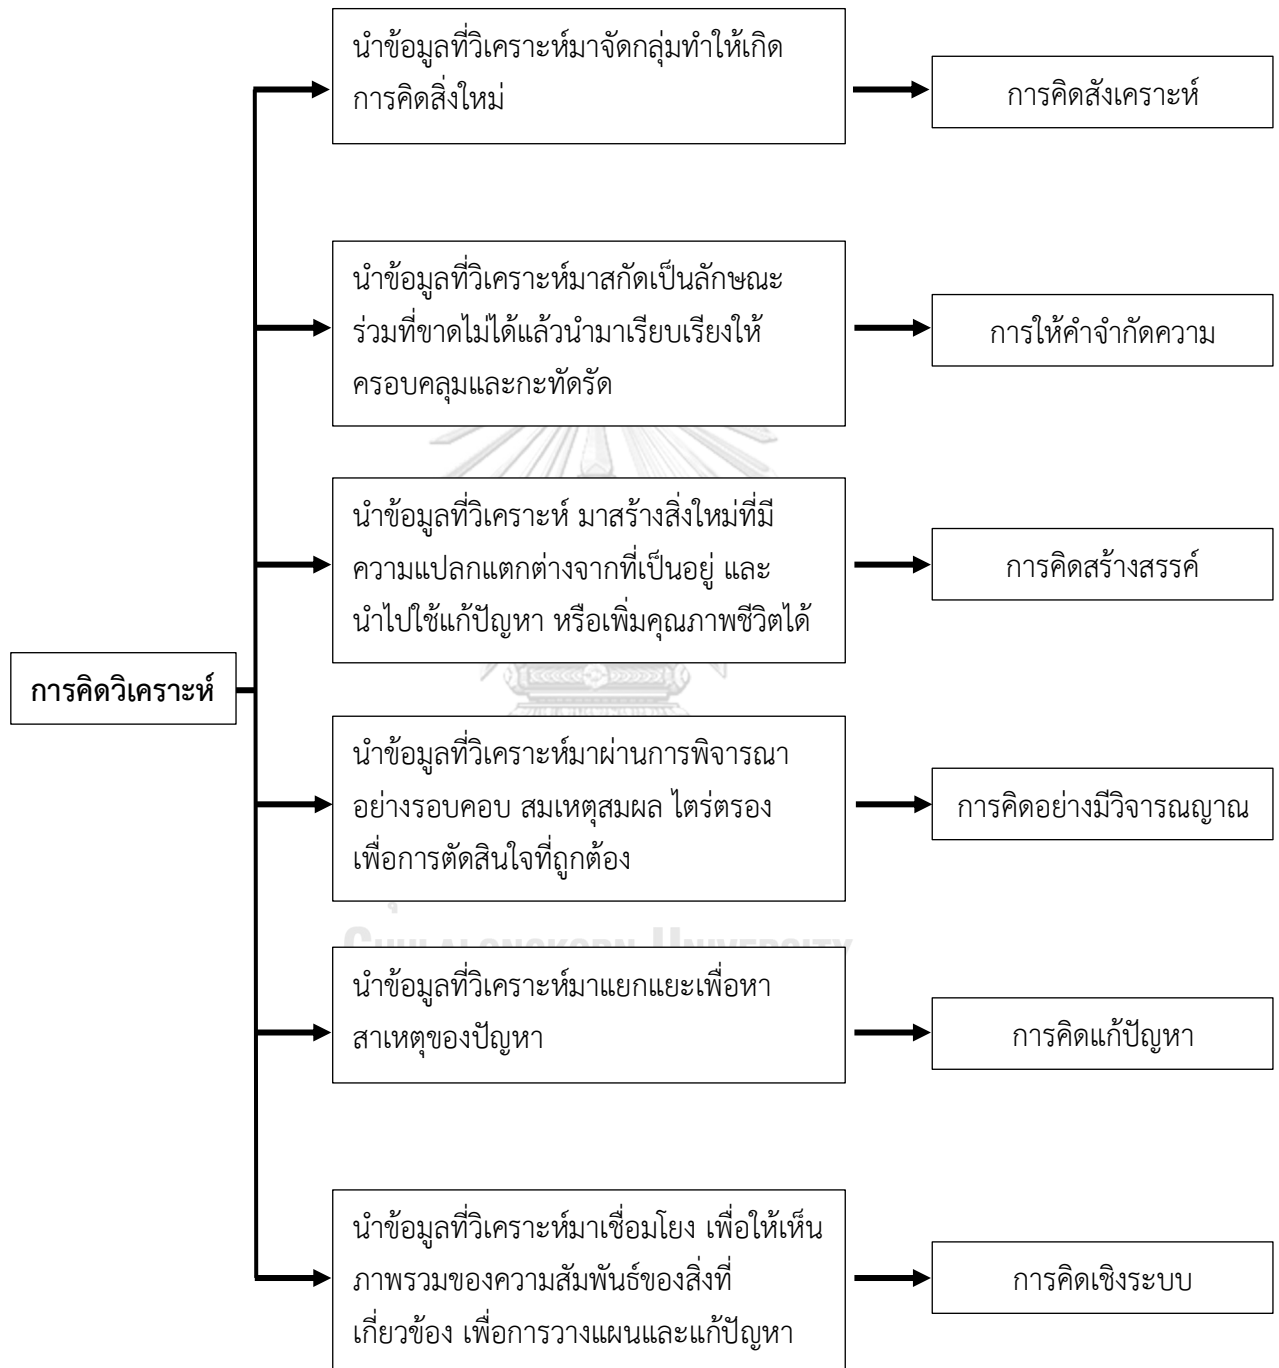 นำข้อมูลที่วิเคราะห์มาจัดกลุ่มทำให้เกิด
การคิดสิ่งใหม่
การคิดสังเคราะห์
นำข้อมูลที่วิเคราะห์มาสกัดเป็นลักษณะ
ร่วมที่ขาดไม่ได้แล้วนำมาเรียบเรียงให้
ครอบคลุมและกะทัดรัด
การให้คำจำกัดความ
นำข้อมูลที่วิเคราะห์ มาสร้างสิ่งใหม่ที่มี
ความแปลกแตกต่างจากที่เป็นอยู่ และ
นำไปใช้แก้ปัญหา หรือเพิ่มคุณภาพชีวิตได้
การคิดสร้างสรรค์
การคิดวิเคราะห์
นำข้อมูลที่วิเคราะห์มาผ่านการพิจารณา
อย่างรอบคอบ สมเหตุสมผล ไตร่ตรอง
เพื่อการตัดสินใจที่ถูกต้อง
การคิดอย่างมีวิจารณญาณ
CHULALONGKORN UNIVERSITY
นำข้อมูลที่วิเคราะห์มาแยกแยะเพื่อหา
สาเหตุของปัญหา
การคิดแก้ปัญหา
นำข้อมูลที่วิเคราะห์มาเชื่อมโยง เพื่อให้เห็น
ภาพรวมของความสัมพันธ์ของสิ่งที่
เกี่ยวข้อง เพื่อการวางแผนและแก้ปัญหา
การคิดเชิงระบบ